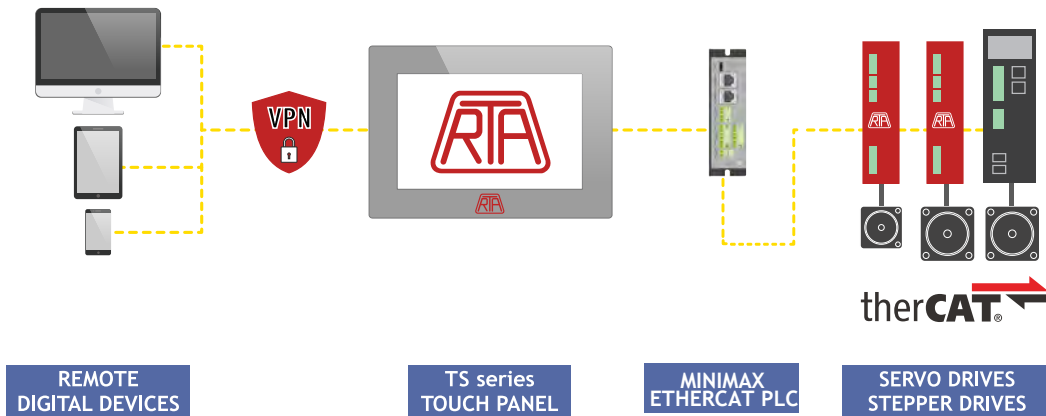 VPN
RTA
RTA
RTA
RTA
therCAT®
REMOTE
DIGITAL DEVICES
TS series
TOUCH PANEL
MINIMAX
ETHERCAT PLC
SERVO DRIVES
STEPPER DRIVES